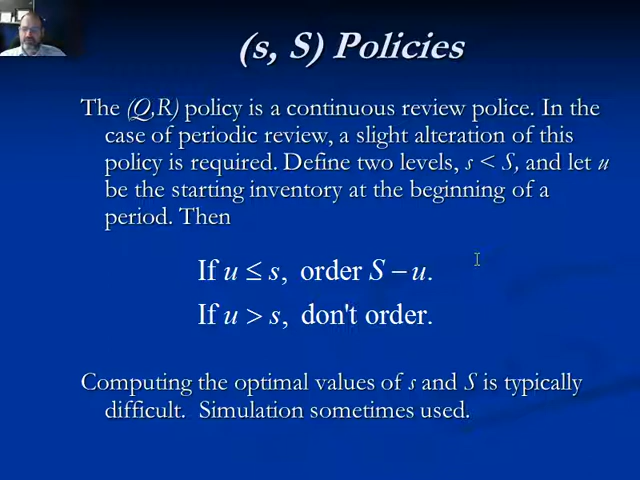 (s, S) Policies
The (Q,R) policy is a continuous review police. In the
case of periodic review, a slight alteration of this
policy is required. Define two levels, s < S, and let u
be the starting inventory at the beginning of a
period. Then
If u ≤ s, order S – u.
If u > s, don't order.
Computing the optimal values of s and S is typically
difficult. Simulation sometimes used.